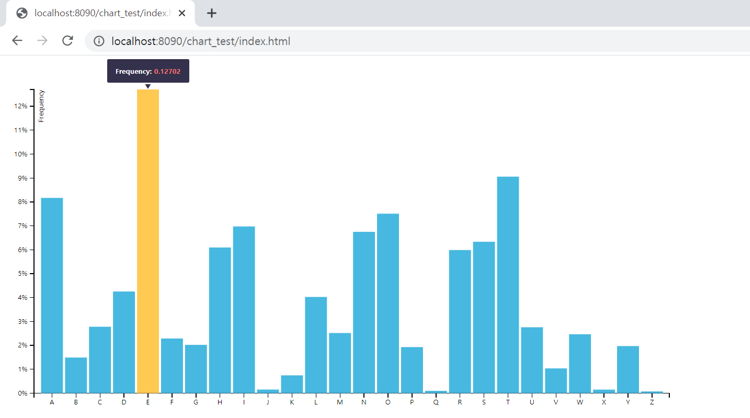 localhost:8090/chart_test/index.h
localhost:8090/chart_test/index.html
Frequency: 0.12702
Frequency
12%
11%
10%
9%
8%
7%
6%
5%
4%
3%
2%
1%
0%
A B C D E F G H I J K L M N O P Q R S T U V W X Y Z